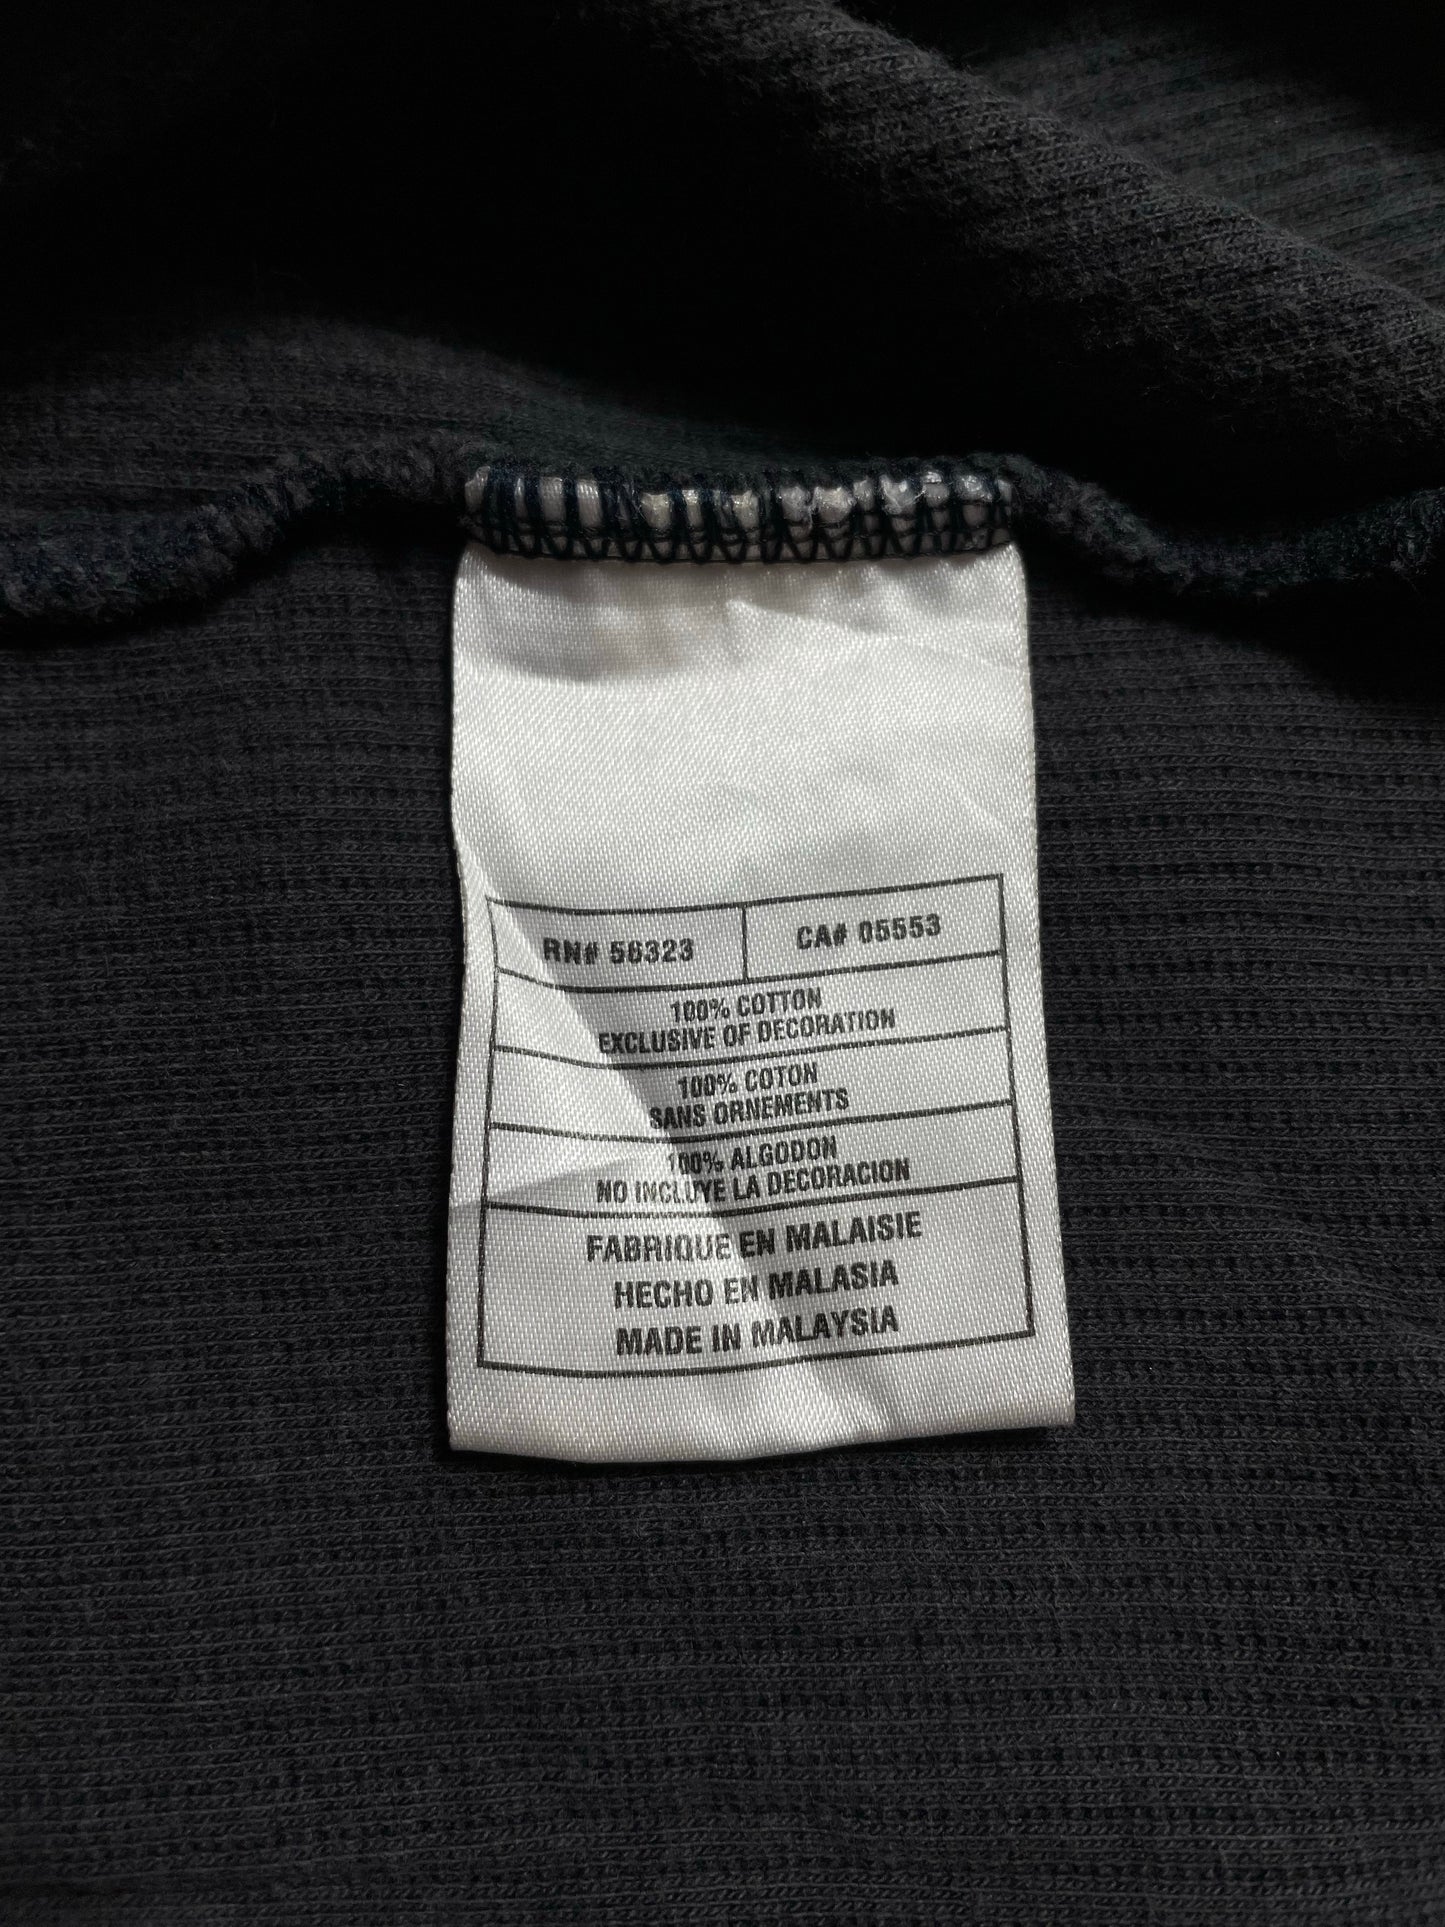 RN# 56323 CA# 05553
100% COTTON
EXCLUSIVE OF DECORATION
100% COTON
SANS ORNEMENTS
100% ALGODON
NO INCLUYE LA DECORACION
FABRIQUE EN MALAISIE
HECHO EN MALASIA
MADE IN MALAYSIA